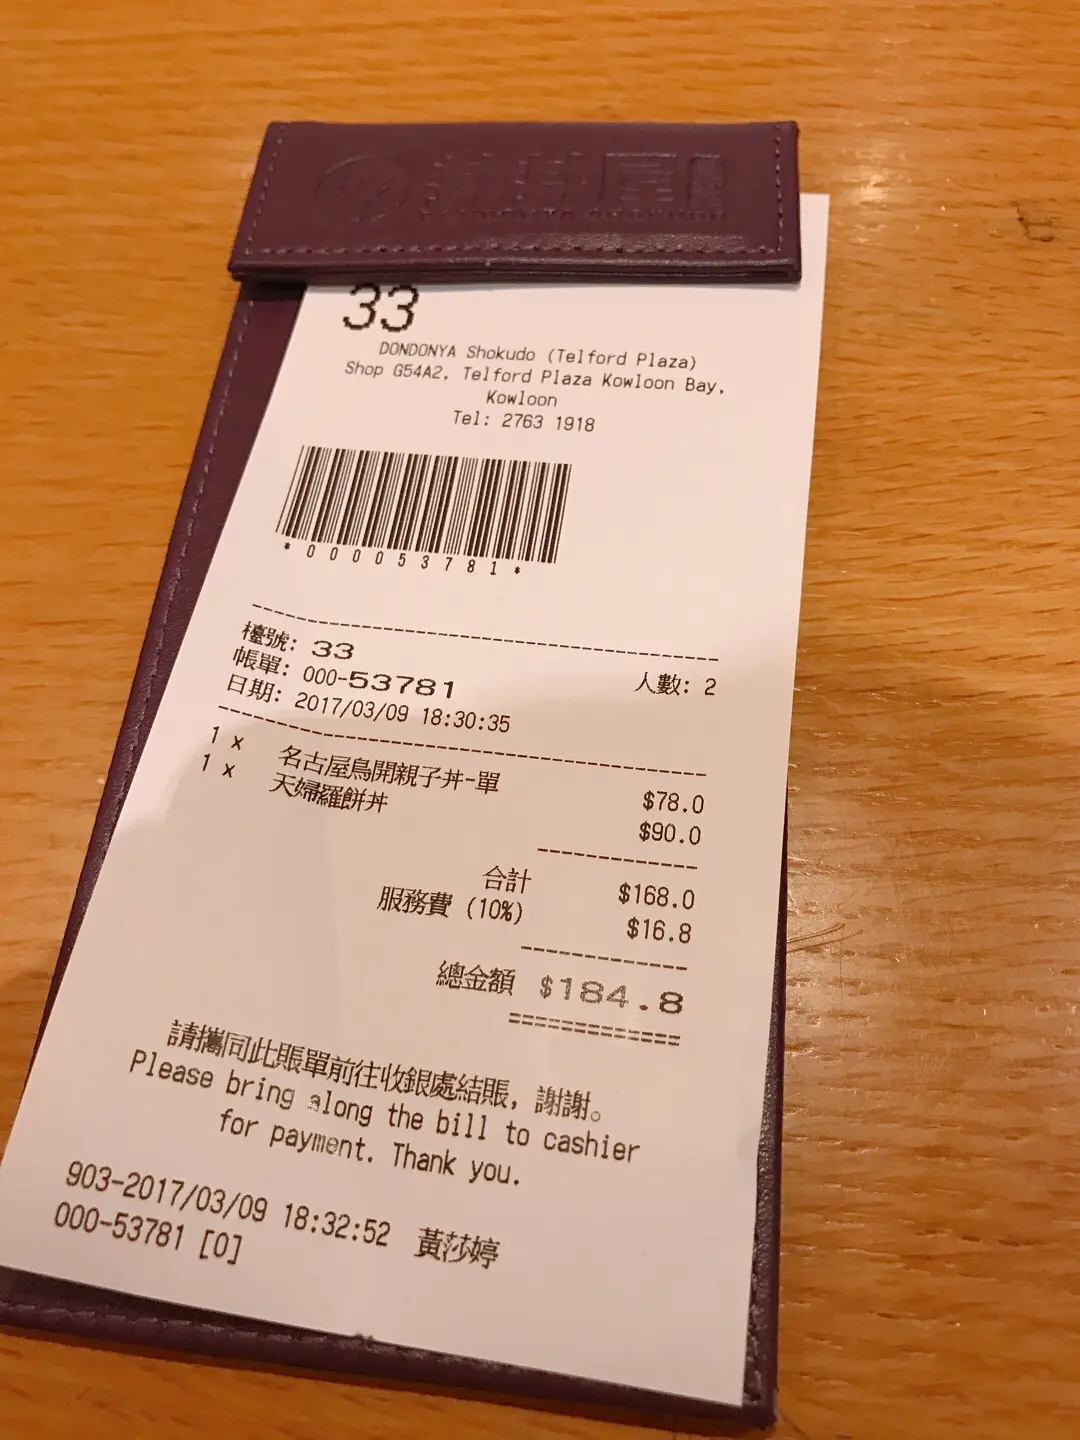 丼丼屋
33
DONDONYA Shokudo (Telford Plaza)
Shop G54A2, Telford Plaza Kowloon Bay,
Kowloon
Tel: 2763 1918
*000053781*
檯號: 33 人數: 2
帳單: 000-53781
日期: 2017/03/09 18:30:35
1 x 名古屋鳥開親子丼-單 $78.0
1 x 天婦羅餅丼 $90.0
合計 $168.0
服務費 (10%) $16.8
總金額 $184.8
請攜同此賬單前往收銀處結賬, 謝謝。
Please bring along the bill to cashier
for payment. Thank you.
903-2017/03/09 18:32:52 黃莎婷
000-53781 [0]